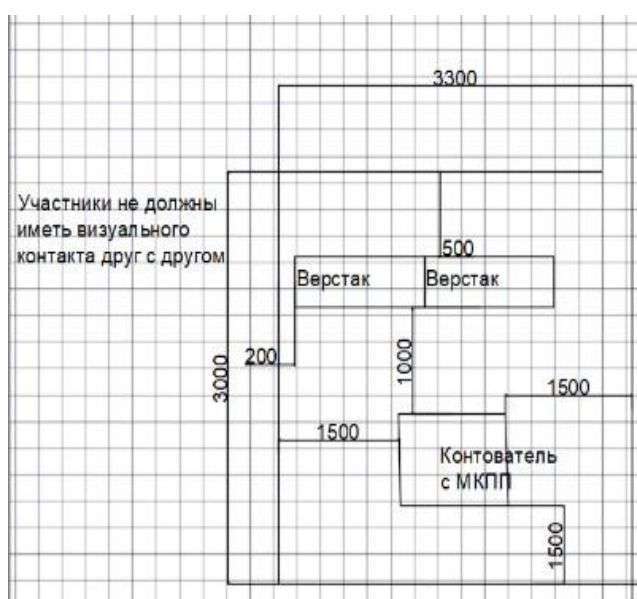 3300
Участники не должны
иметь визуального
контакта друг с другом
500
Верстак
Верстак
200
3000
1000
1500
1500
Контователь
с МКПП
1500